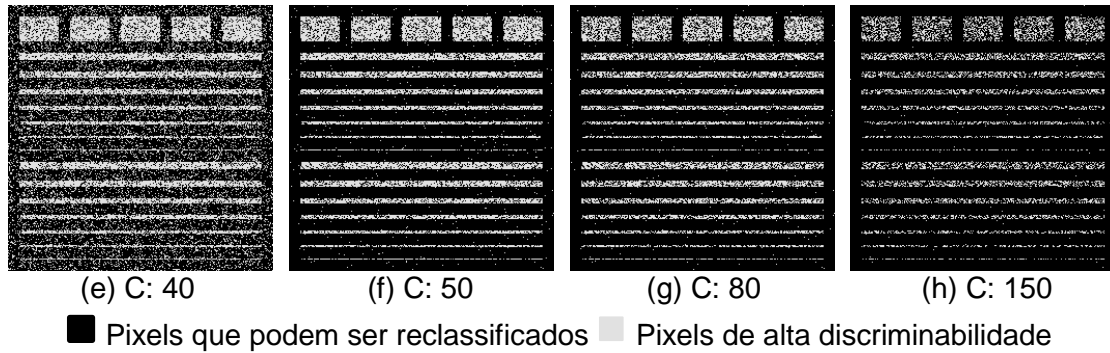 (e) C: 40 (f) C: 50 (g) C: 80 (h) C: 150
Pixels que podem ser reclassificados Pixels de alta discriminabilidade